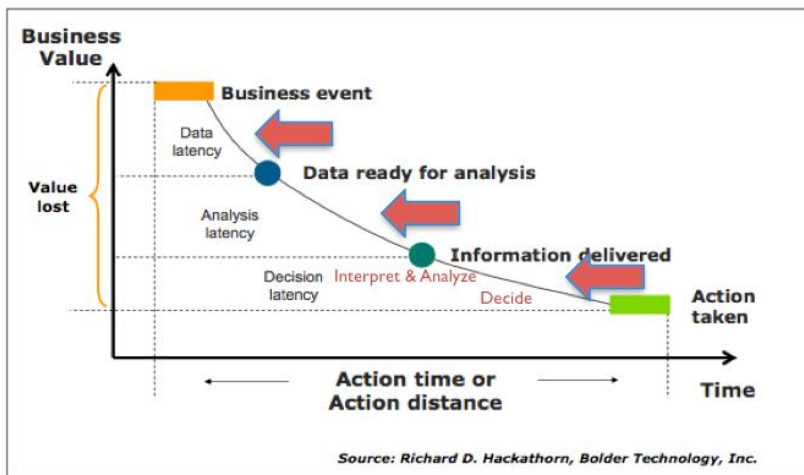 Business
Value
Business event
Data
latency
Data ready for analysis
Value
lost
Analysis
latency
Information delivered
Decision
latency
Interpret & Analyze
Decide
Action
taken
Action time or
Action distance
Time
Source: Richard D. Hackathorn, Bolder Technology, Inc.